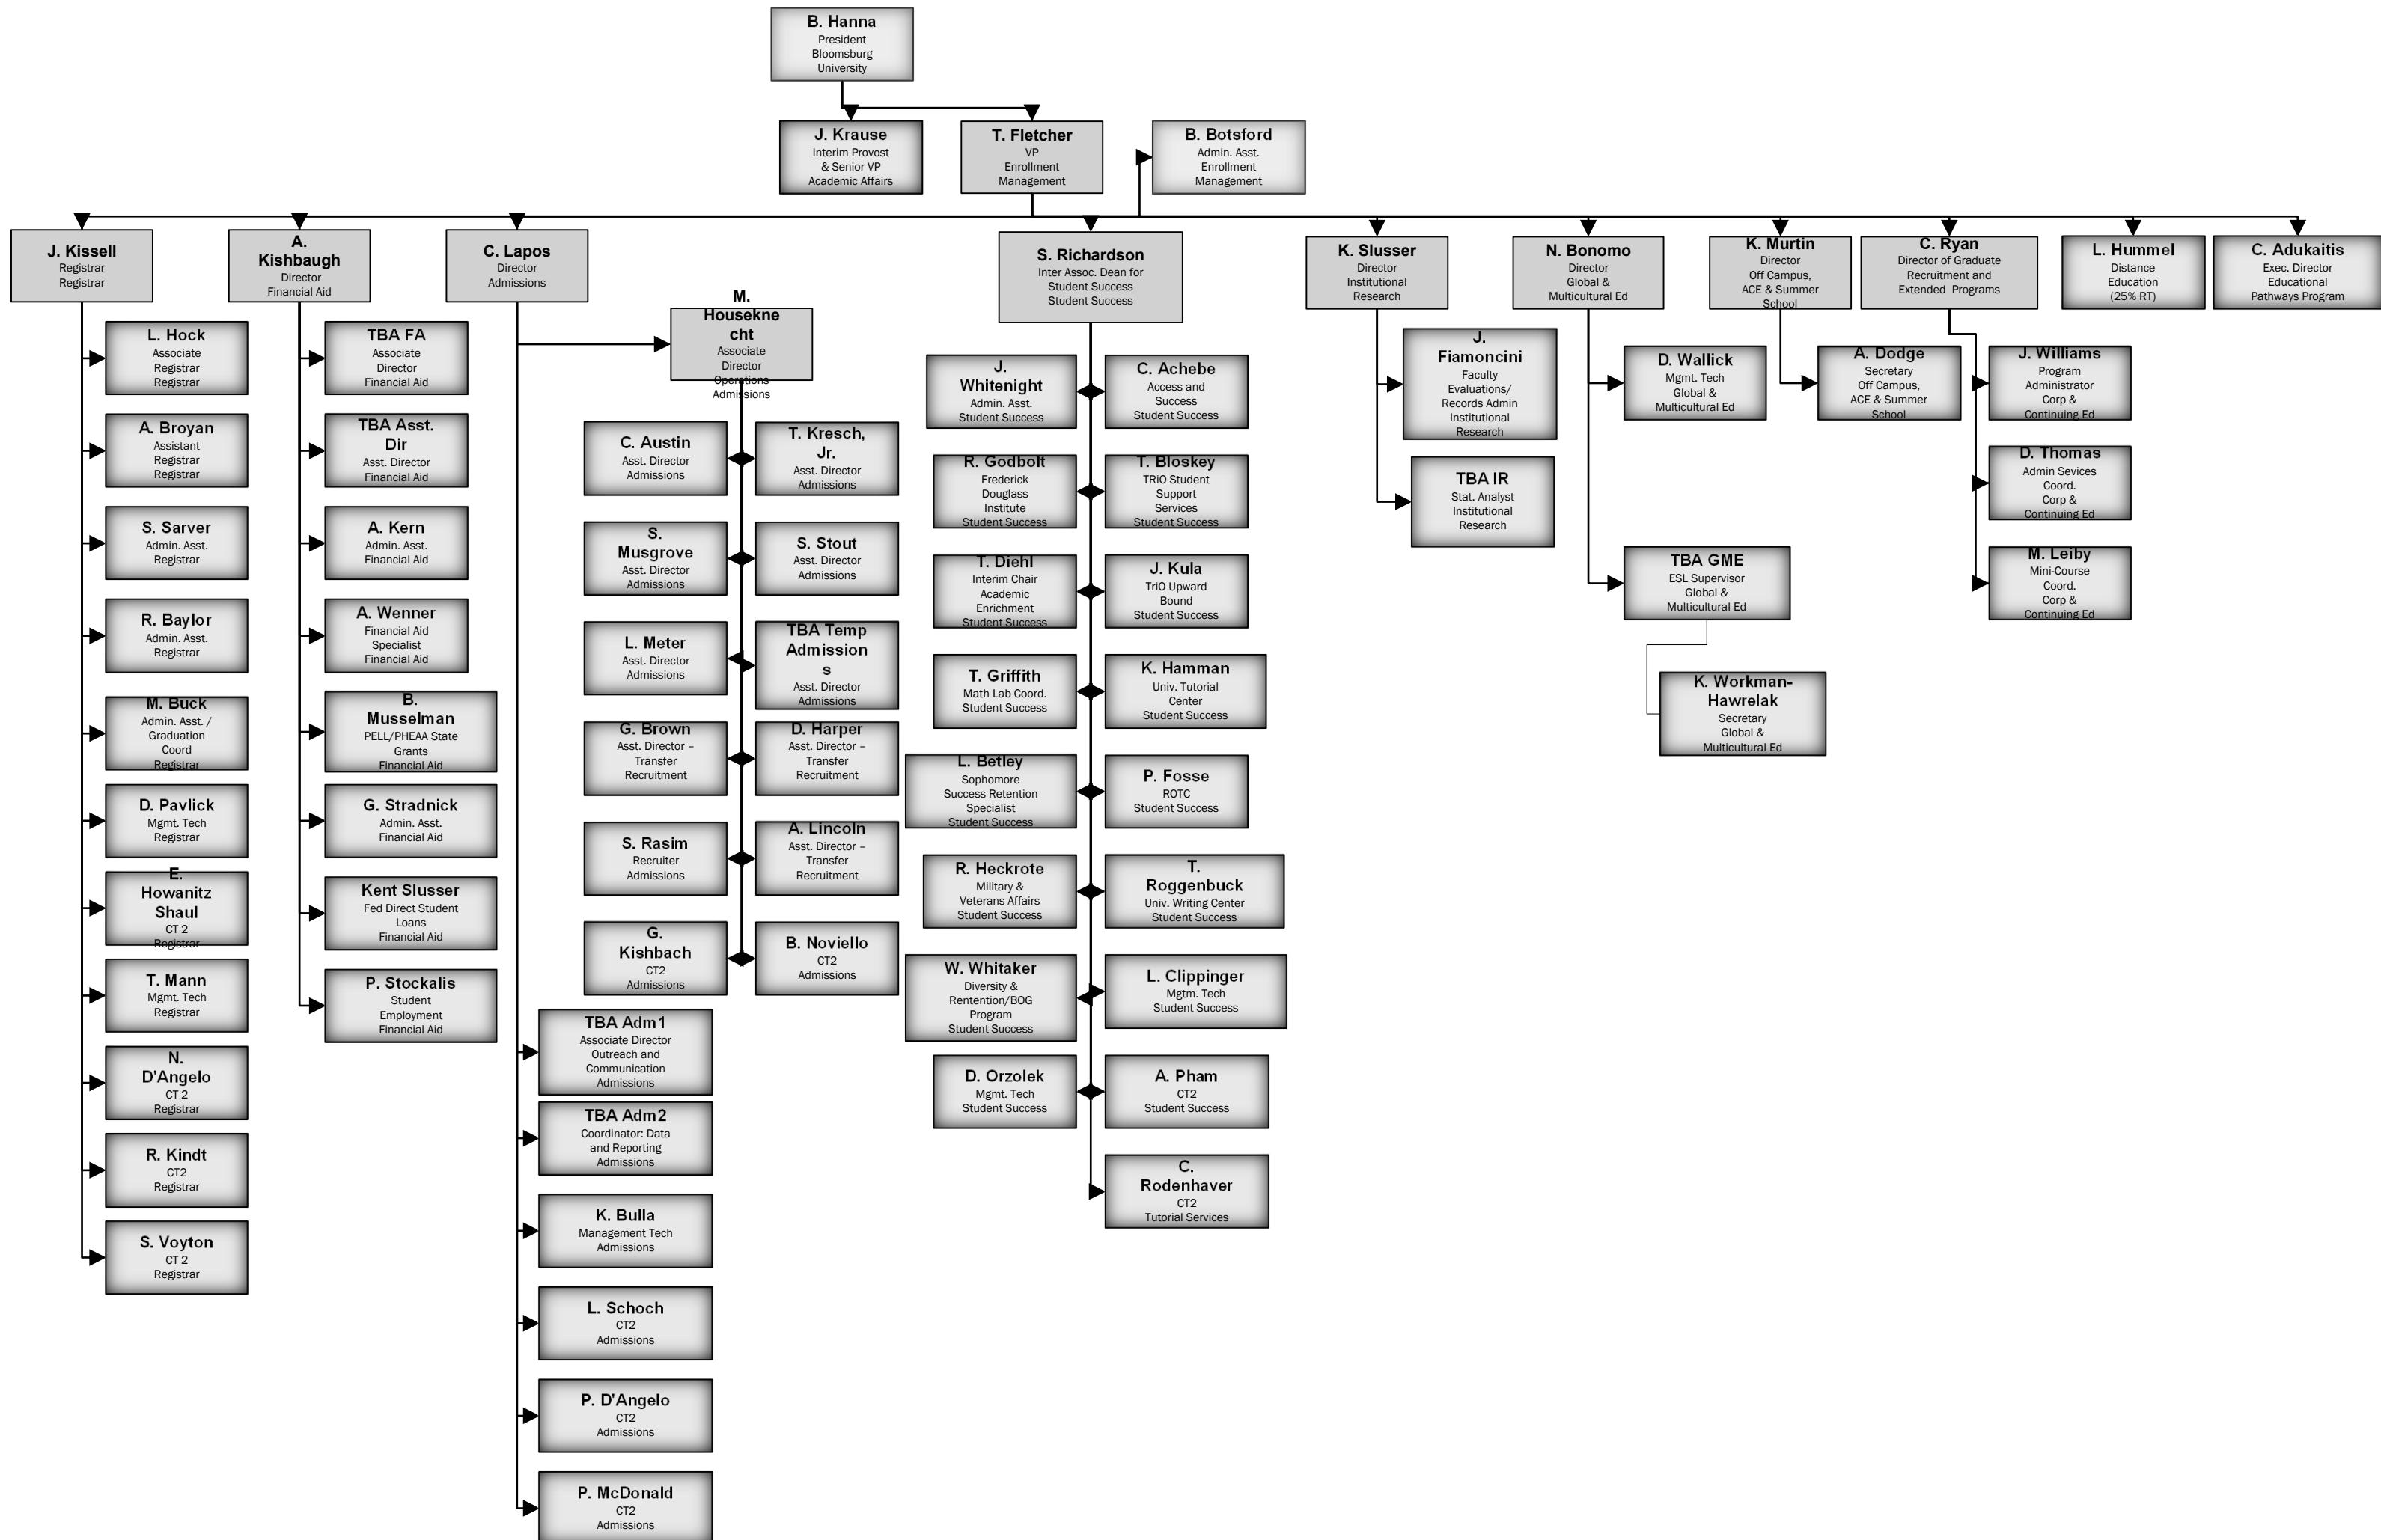 B. Hanna
President
Bloomsburg
University
J. Krause
Interim Provost
& Senior VP
Academic Affairs
T. Fletcher
VP
Enrollment
Management
B. Botsford
Admin. Asst.
Enrollment
Management
J. Kissell
Registrar
Registrar
L. Hock
Associate
Registrar
Registrar
A. Broyan
Assistant
Registrar
Registrar
S. Sarver
Admin. Asst.
Registrar
R. Baylor
Admin. Asst.
Registrar
M. Buck
Admin. Asst. /
Graduation
Coord
Registrar
D. Pavlick
Mgmt. Tech
Registrar
E.
Howanitz
Shaul
CT 2
Registrar
T. Mann
Mgmt. Tech
Registrar
N.
D'Angelo
CT 2
Registrar
R. Kindt
CT2
Registrar
S. Voyton
CT 2
Registrar
A.
Kishbaugh
Director
Financial Aid
TBA FA
Associate
Director
Financial Aid
TBA Asst.
Dir
Asst. Director
Financial Aid
A. Kern
Admin. Asst.
Financial Aid
A. Wenner
Financial Aid
Specialist
Financial Aid
B.
Musselman
PELL/PHEAA State
Grants
Financial Aid
G. Stradnick
Admin. Asst.
Financial Aid
Kent Slusser
Fed Direct Student
Loans
Financial Aid
P. Stockalis
Student
Employment
Financial Aid
C. Lapos
Director
Admissions
M.
Housekne
cht
Associate
Director
Operations
Admissions
C. Austin
Asst. Director
Admissions
T. Kresch,
Jr.
Asst. Director
Admissions
S.
Musgrove
Asst. Director
Admissions
S. Stout
Asst. Director
Admissions
L. Meter
Asst. Director
Admissions
TBA Temp
Admission
s
Asst. Director
Admissions
G. Brown
Asst. Director –
Transfer
Recruitment
D. Harper
Asst. Director –
Transfer
Recruitment
S. Rasim
Recruiter
Admissions
A. Lincoln
Asst. Director –
Transfer
Recruitment
G.
Kishbach
CT2
Admissions
B. Noviello
CT2
Admissions
TBA Adm1
Associate Director
Outreach and
Communication
Admissions
TBA Adm2
Coordinator: Data
and Reporting
Admissions
K. Bulla
Management Tech
Admissions
L. Schoch
CT2
Admissions
P. D'Angelo
CT2
Admissions
P. McDonald
CT2
Admissions
S. Richardson
Inter Assoc. Dean for
Student Success
Student Success
J.
Whitenight
Admin. Asst.
Student Success
C. Achebe
Access and
Success
Student Success
R. Godbolt
Frederick
Douglass
Institute
Student Success
T. Bloskey
TRiO Student
Support
Services
Student Success
T. Diehl
Interim Chair
Academic
Enrichment
Student Success
J. Kula
TriO Upward
Bound
Student Success
T. Griffith
Math Lab Coord.
Student Success
K. Hamman
Univ. Tutorial
Center
Student Success
L. Betley
Sophomore
Success Retention
Specialist
Student Success
P. Fosse
ROTC
Student Success
R. Heckrote
Military &
Veterans Affairs
Student Success
T.
Roggenbuck
Univ. Writing Center
Student Success
W. Whitaker
Diversity &
Rentention/BOG
Program
Student Success
L. Clippinger
Mgtm. Tech
Student Success
D. Orzolek
Mgmt. Tech
Student Success
A. Pham
CT2
Student Success
C.
Rodenhaver
CT2
Tutorial Services
K. Slusser
Director
Institutional
Research
J.
Fiamoncini
Faculty
Evaluations/
Records Admin
Institutional
Research
TBA IR
Stat. Analyst
Institutional
Research
N. Bonomo
Director
Global &
Multicultural Ed
D. Wallick
Mgmt. Tech
Global &
Multicultural Ed
TBA GME
ESL Supervisor
Global &
Multicultural Ed
K. Workman-
Hawrelak
Secretary
Global &
Multicultural Ed
K. Murtin
Director
Off Campus,
ACE & Summer
School
A. Dodge
Secretary
Off Campus,
ACE & Summer
School
C. Ryan
Director of Graduate
Recruitment and
Extended Programs
J. Williams
Program
Administrator
Corp &
Continuing Ed
D. Thomas
Admin Sevices
Coord.
Corp &
Continuing Ed
M. Leiby
Mini-Course
Coord.
Corp &
Continuing Ed
L. Hummel
Distance
Education
(25% RT)
C. Adukaitis
Exec. Director
Educational
Pathways Program